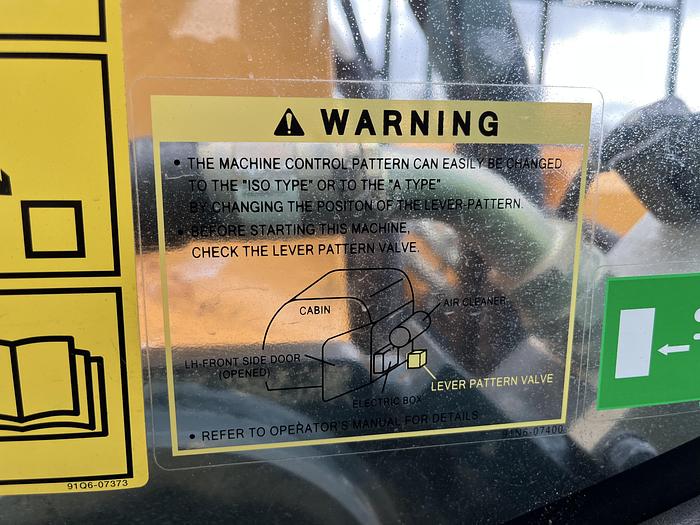 WARNING
• THE MACHINE CONTROL PATTERN CAN EASILY BE CHANGED
TO THE "ISO TYPE" OR TO THE "A TYPE"
BY CHANGING THE POSITON OF THE LEVER PATTERN.
• BEFORE STARTING THIS MACHINE,
CHECK THE LEVER PATTERN VALVE.
CABIN
AIR CLEANER
LH-FRONT SIDE DOOR
(OPENED)
LEVER PATTERN VALVE
ELECTRIC BOX
• REFER TO OPERATOR'S MANUAL FOR DETAILS
91N6-07400
91Q6-07373
S